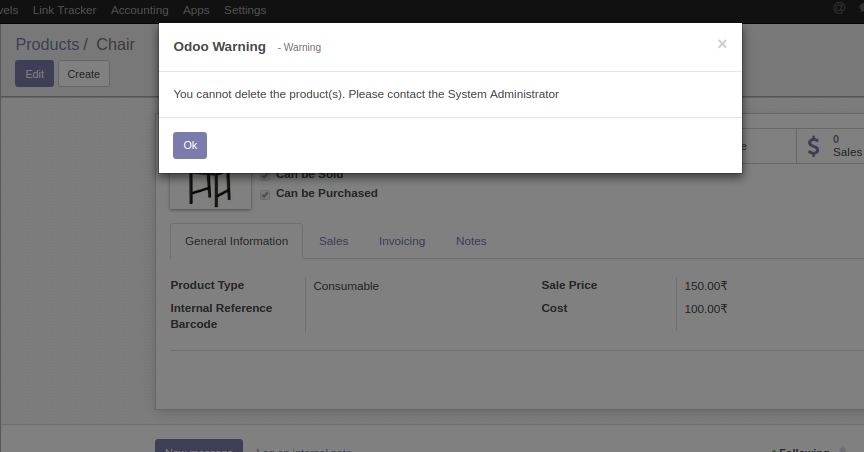 Link Tracker Accounting Apps Settings
@
Products / Chair
Edit Create
Odoo Warning - Warning ×
You cannot delete the product(s). Please contact the System Administrator
Ok
0
Sales
Can be Sold
Can be Purchased
General Information Sales Invoicing Notes
Product Type Consumable Sale Price 150.00₹
Internal Reference Cost 100.00₹
Barcode
New message Log an internal note Following